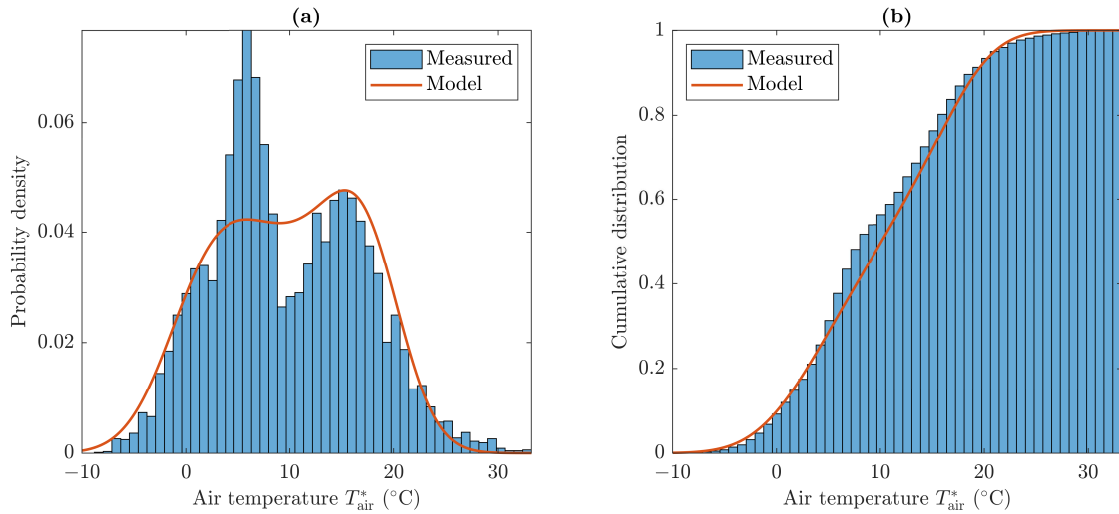 (a)
Measured
Model
0.06
0.04
0.02
0
Probability density
−10
0
10
20
30
Air temperature T*air (°C)
(b)
Measured
Model
1
0.8
0.6
0.4
0.2
0
Cumulative distribution
−10
0
10
20
30
Air temperature T*air (°C)